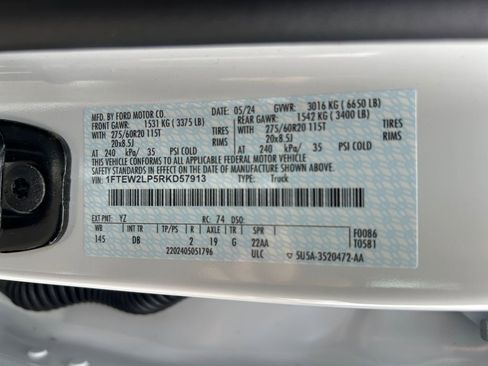 MFD. BY FORD MOTOR CO. DATE: 05/24 GVWR: 3016 KG ( 6650 LB)
FRONT GAWR: 1531 KG ( 3375 LB) REAR GAWR: 1542 KG ( 3400 LB)
WITH 275/60R20 115T TIRES WITH 275/60R20 115T TIRES
20x8.5J RIMS 20x8.5J RIMS
AT 240 kPa/ 35 PSI COLD AT 240 kPa/ 35 PSI COLD
THIS VEHICLE CONFORMS TO ALL APPLICABLE FEDERAL MOTOR VEHICLE
SAFETY STANDARDS IN EFFECT ON THE DATE OF MANUFACTURE SHOWN ABOVE.
VIN: 1FTEW2LP5RKD57913 TYPE: Truck
EXT PNT: YZ RC: 74 DSO: F0086
WB INT TR TP/PS R AXLE TR SPR T0581
145 DB 2 19 G 22AA
2202405051796 ULC 5U5A-3520472-AA